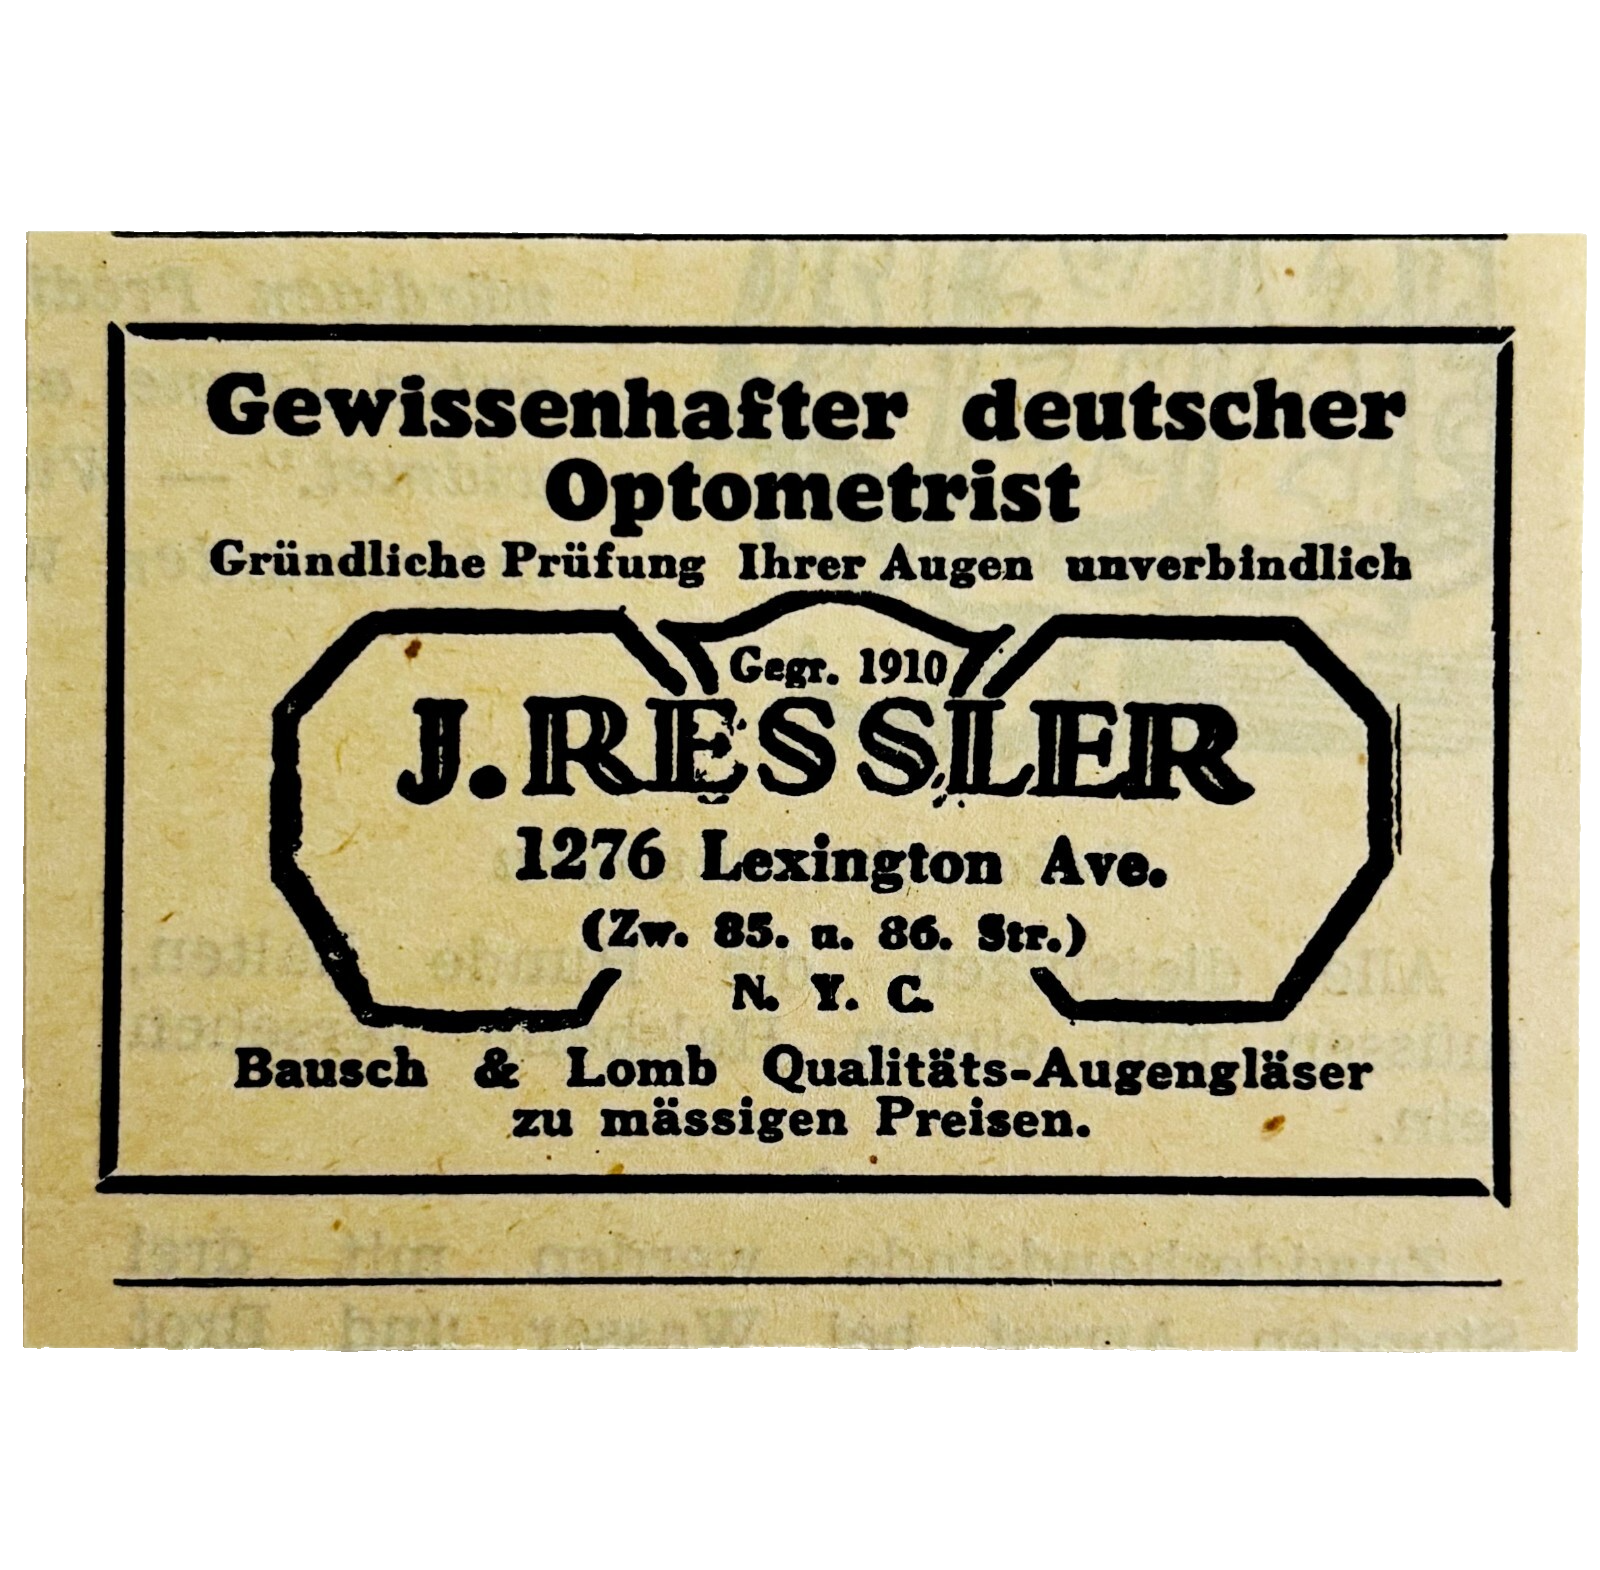 Gewissenhafter deutscher
Optometrist
Gründliche Prüfung Ihrer Augen unverbindlich
Gegr. 1910
J. RESSLER
1276 Lexington Ave.
(Zw. 85. u. 86. Str.)
N. Y. C.
Bausch & Lomb Qualitäts-Augengläser
zu mässigen Preisen.